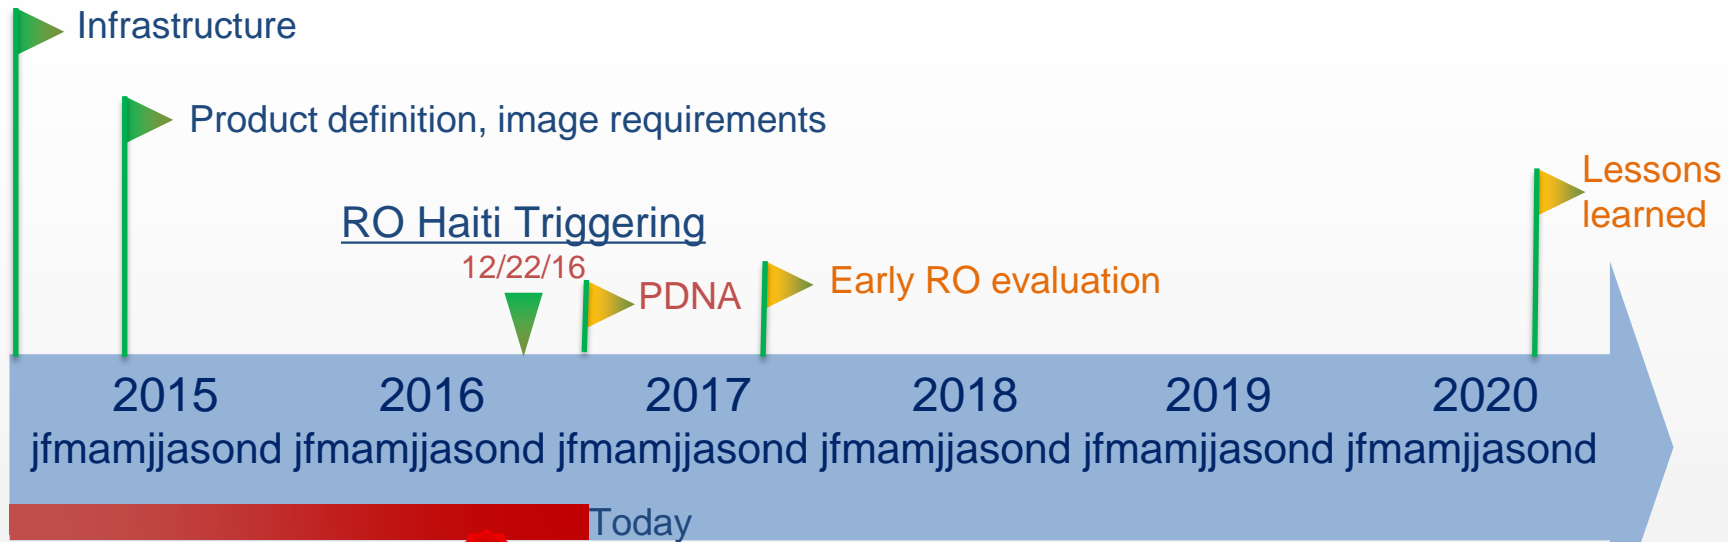 Infrastructure
Product definition, image requirements
Lessons
learned
RO Haiti Triggering
12/22/16
PDNA
Early RO evaluation
2015 2016 2017 2018 2019 2020
jfmamjjasond jfmamjjasond jfmamjjasond jfmamjjasond jfmamjjasond jfmamjjasond
Today